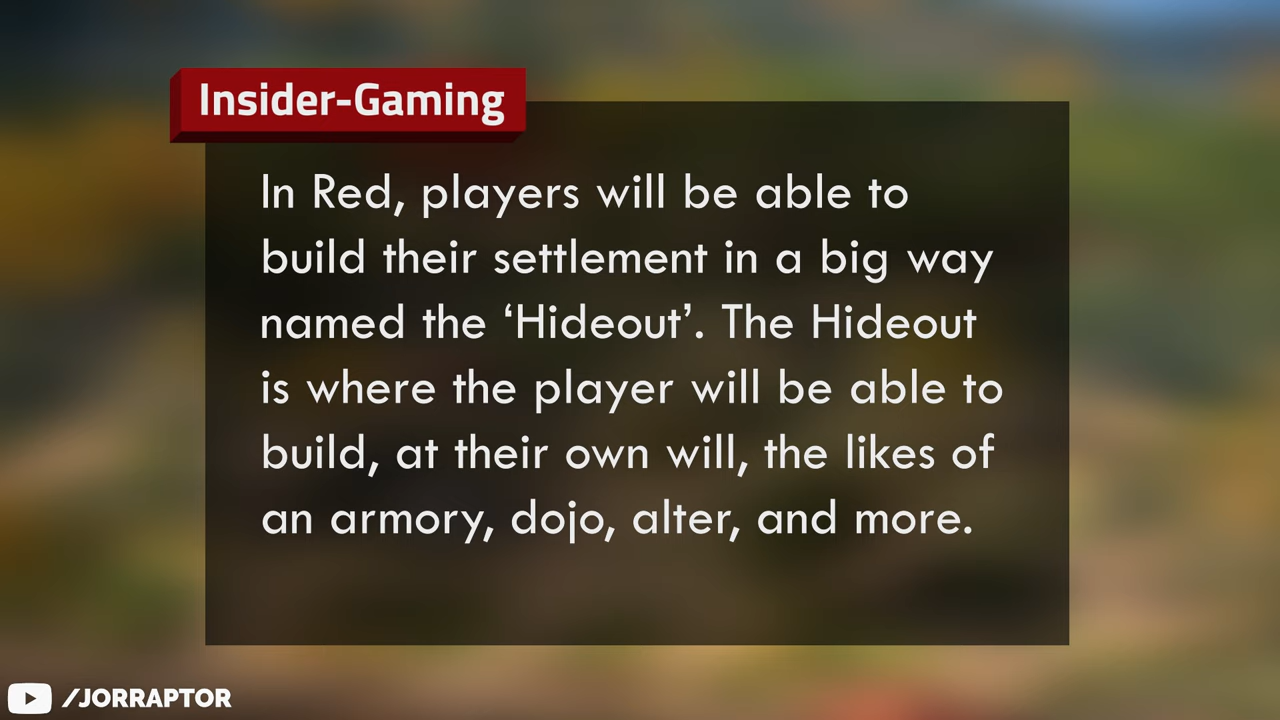 Insider-Gaming
In Red, players will be able to
build their settlement in a big way
named the ‘Hideout’. The Hideout
is where the player will be able to
build, at their own will, the likes of
an armory, dojo, alter, and more.
/JORRAPTOR